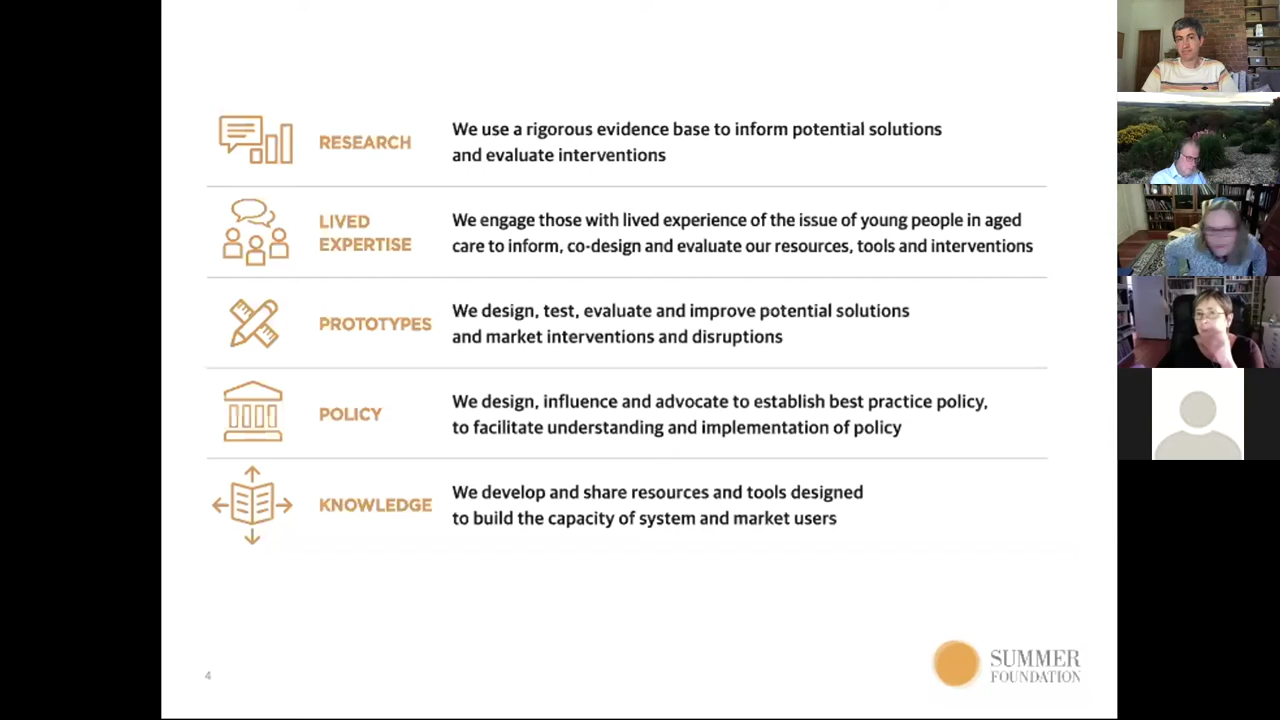 RESEARCH
We use a rigorous evidence base to inform potential solutions
and evaluate interventions
LIVED
EXPERTISE
We engage those with lived experience of the issue of young people in aged
care to inform, co-design and evaluate our resources, tools and interventions
PROTOTYPES
We design, test, evaluate and improve potential solutions
and market interventions and disruptions
POLICY
We design, influence and advocate to establish best practice policy,
to facilitate understanding and implementation of policy
KNOWLEDGE
We develop and share resources and tools designed
to build the capacity of system and market users
4
SUMMER
FOUNDATION